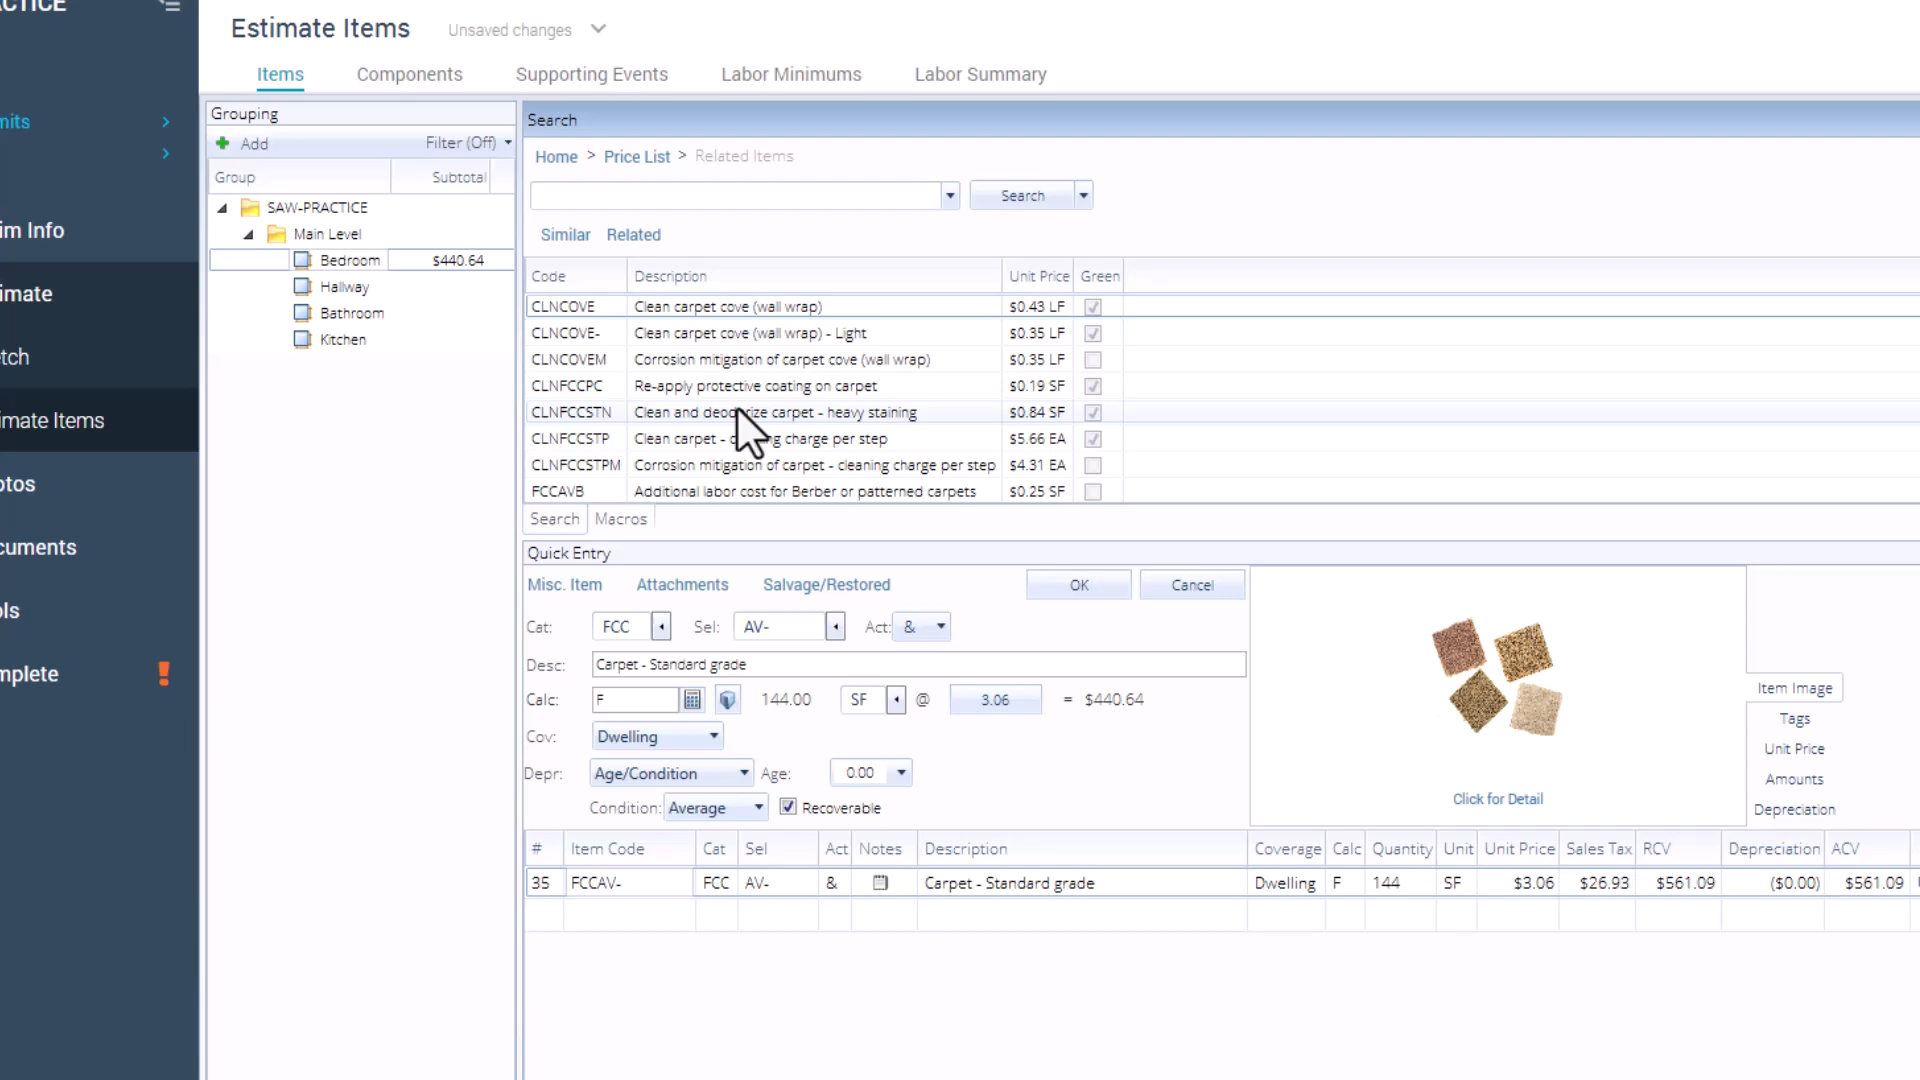 CTICE
Estimate Items Unsaved changes
Items Components Supporting Events Labor Minimums Labor Summary
mits
im Info
imate
tch
imate Items
otos
cuments
ols
mplete
Grouping
Add Filter (Off)
Group Subtotal
SAW-PRACTICE
Main Level
Bedroom $440.64
Hallway
Bathroom
Kitchen
Search
Home > Price List > Related Items
Search
Similar Related
Code Description Unit Price Green
CLNCOVE Clean carpet cove (wall wrap) $0.43 LF
CLNCOVE- Clean carpet cove (wall wrap) - Light $0.35 LF
CLNCOVEM Corrosion mitigation of carpet cove (wall wrap) $0.35 LF
CLNFCCPC Re-apply protective coating on carpet $0.19 SF
CLNFCCSTN Clean and deodorize carpet - heavy staining $0.84 SF
CLNFCCSTP Clean carpet - cleaning charge per step $5.66 EA
CLNFCCSTPM Corrosion mitigation of carpet - cleaning charge per step $4.31 EA
FCCAVB Additional labor cost for Berber or patterned carpets $0.25 SF
Search Macros
Quick Entry
Misc. Item Attachments Salvage/Restored OK Cancel
Cat: FCC Sel: AV- Act: &
Desc: Carpet - Standard grade
Calc: F 144.00 SF @ 3.06 = $440.64
Cov: Dwelling
Depr: Age/Condition Age: 0.00
Condition: Average Recoverable
Click for Detail
Item Image
Tags
Unit Price
Amounts
Depreciation
# Item Code Cat Sel Act Notes Description Coverage Calc Quantity Unit Unit Price Sales Tax RCV Depreciation ACV
35 FCCAV- FCC AV- & Carpet - Standard grade Dwelling F 144 SF $3.06 $26.93 $561.09 ($0.00) $561.09